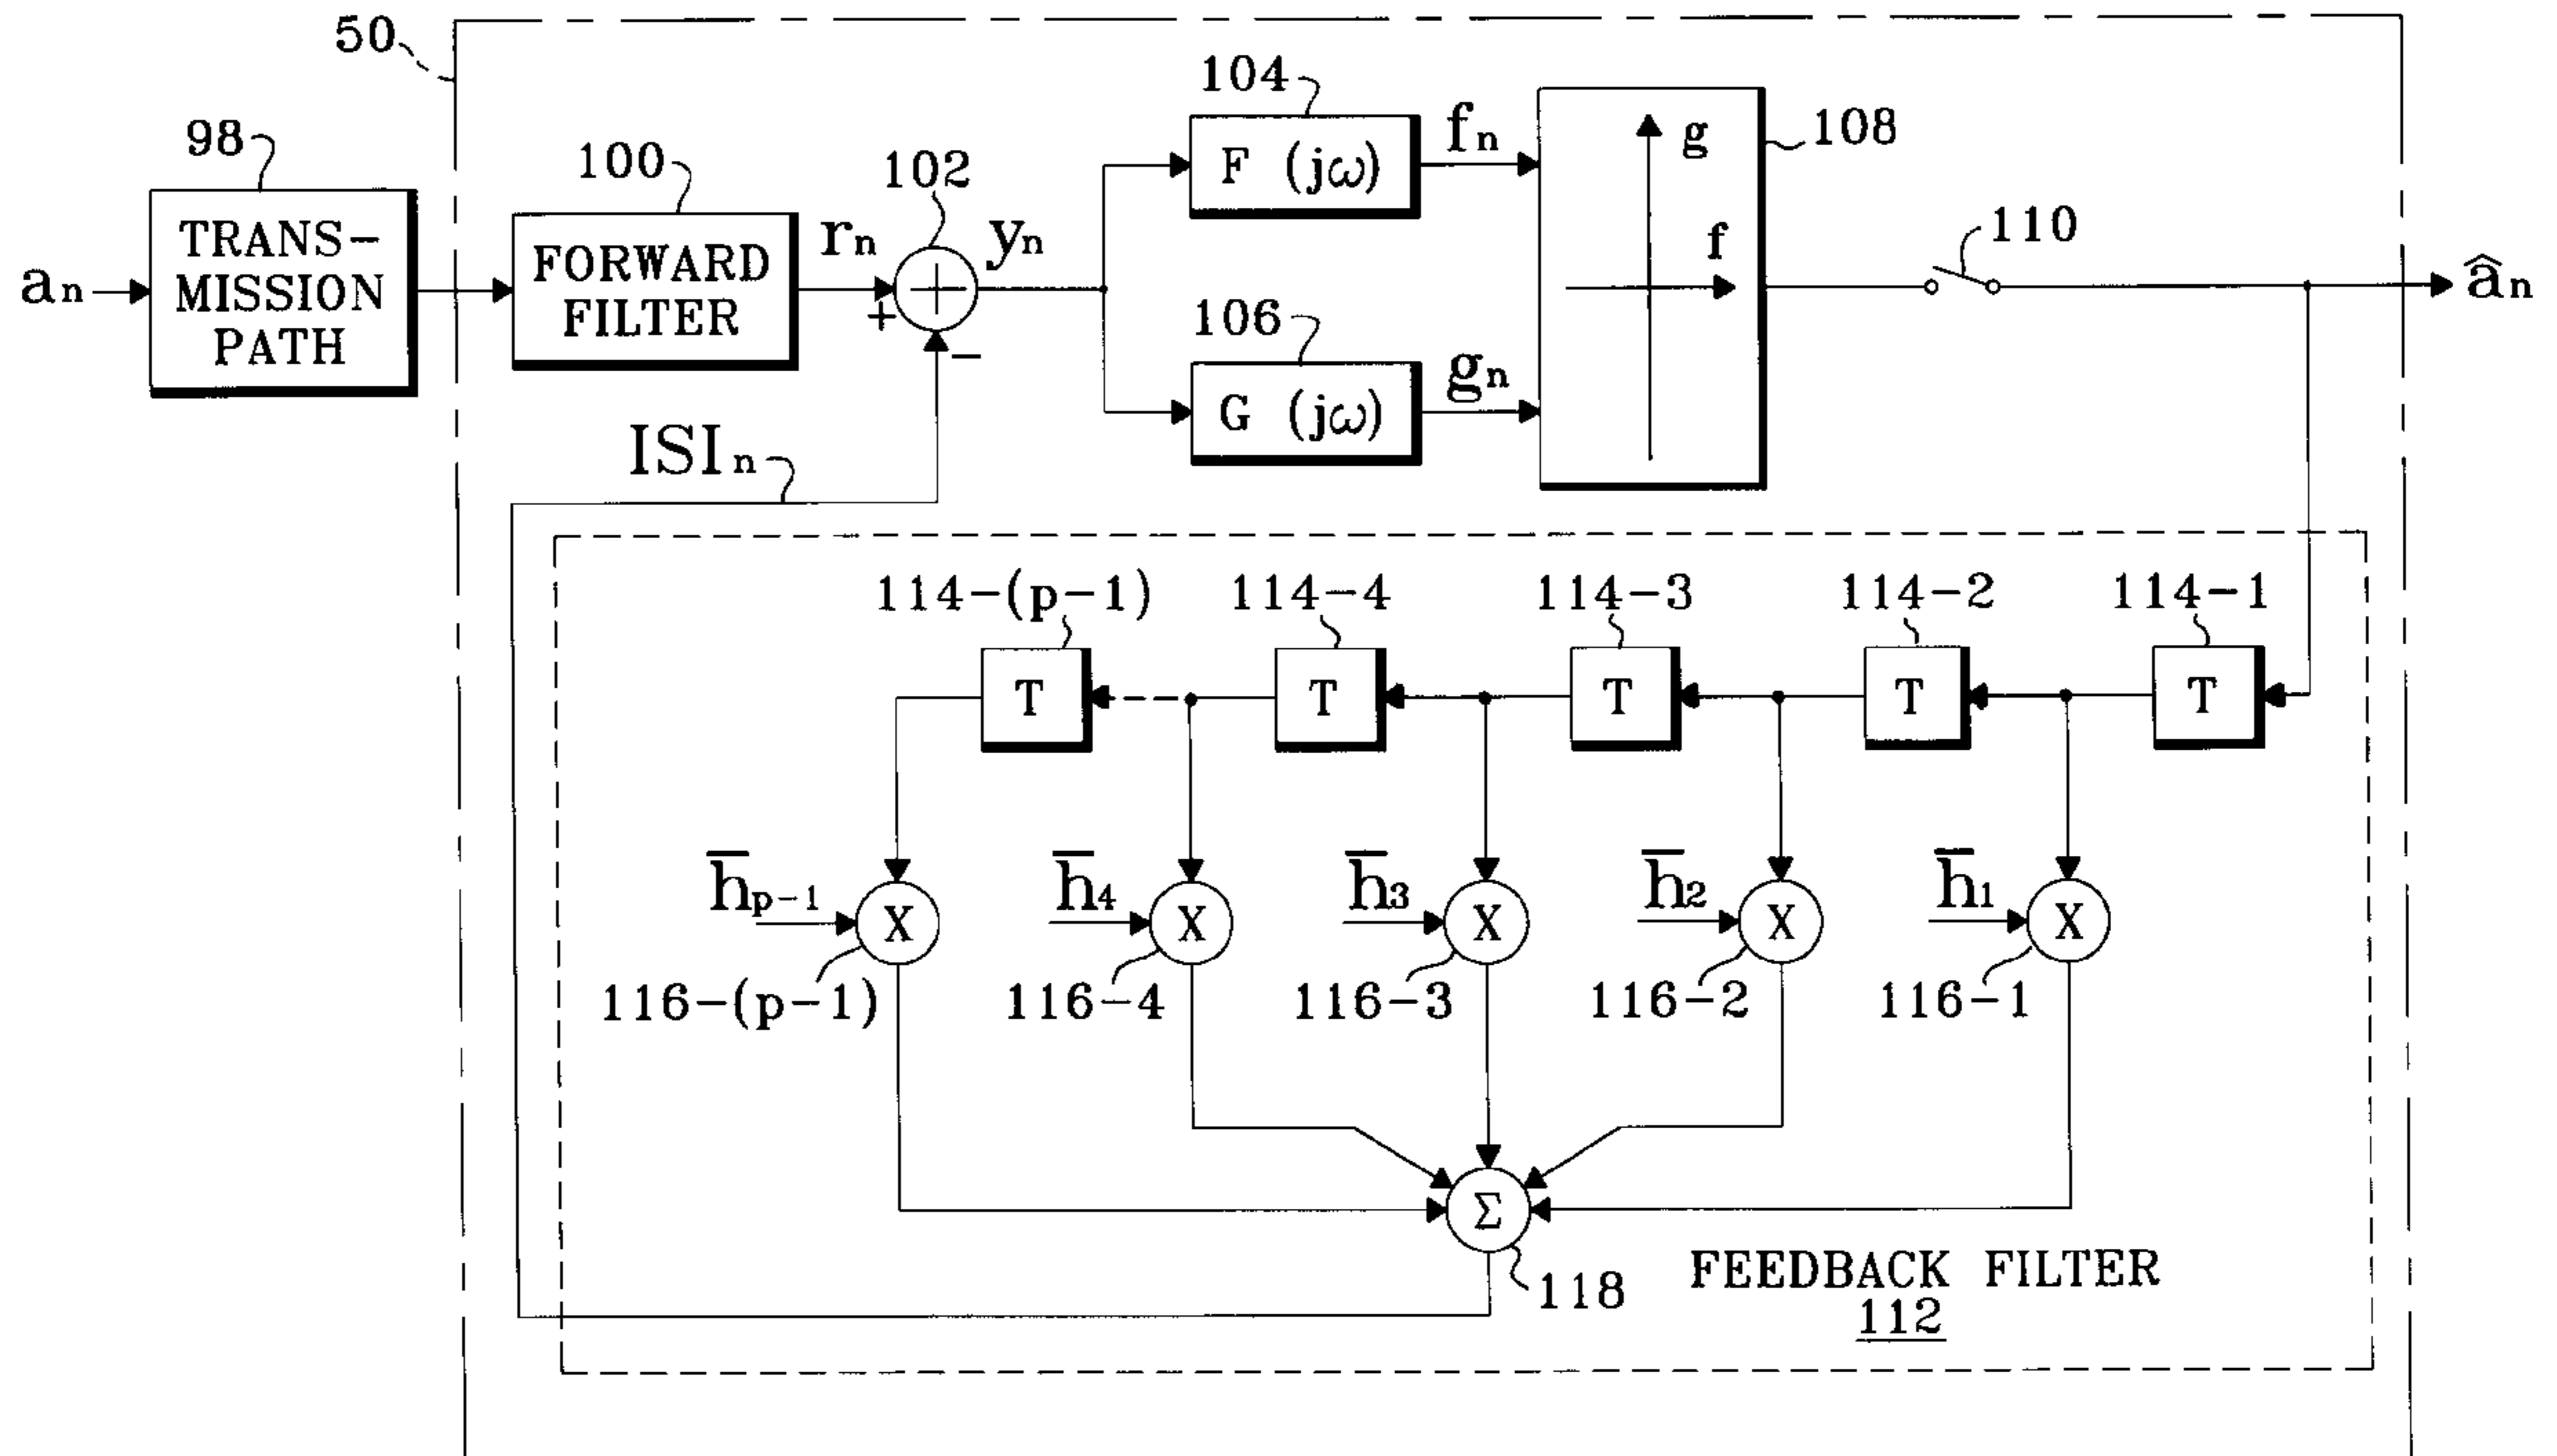 50
98
TRANS-
MISSION
PATH
aₙ
100
FORWARD
FILTER
rₙ
102
+
−
yₙ
ISIₙ
104
F (jω)
fₙ
106
G (jω)
gₙ
108
g
f
110
âₙ
114-(p-1)
114-4
114-3
114-2
114-1
T
T
T
T
T
h̅ₚ₋₁
h̅₄
h̅₃
h̅₂
h̅₁
X
X
X
X
X
116-(p-1)
116-4
116-3
116-2
116-1
Σ
118
FEEDBACK FILTER
112